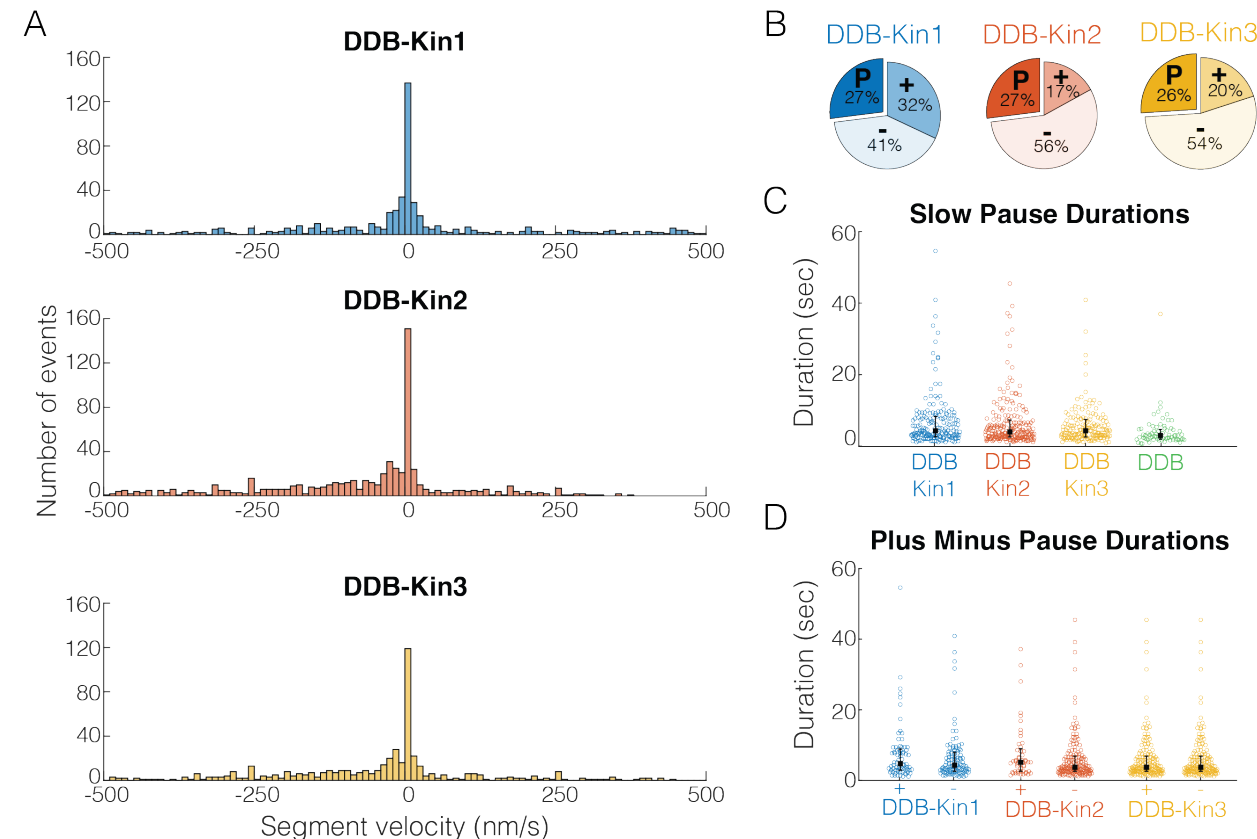 A
DDB-Kin1
160
120
80
40
0
-500 -250 0 250 500
DDB-Kin2
Number of events
160
120
80
40
0
-500 -250 0 250 500
DDB-Kin3
160
120
80
40
0
-500 -250 0 250 500
Segment velocity (nm/s)
B
DDB-Kin1 DDB-Kin2 DDB-Kin3
P 27% + 32% - 41%
P 27% + 17% - 56%
P 26% + 20% - 54%
C
Slow Pause Durations
Duration (sec)
60
40
20
0
DDB DDB DDB DDB
Kin1 Kin2 Kin3
D
Plus Minus Pause Durations
Duration (sec)
60
40
20
0
+ - + - + -
DDB-Kin1 DDB-Kin2 DDB-Kin3